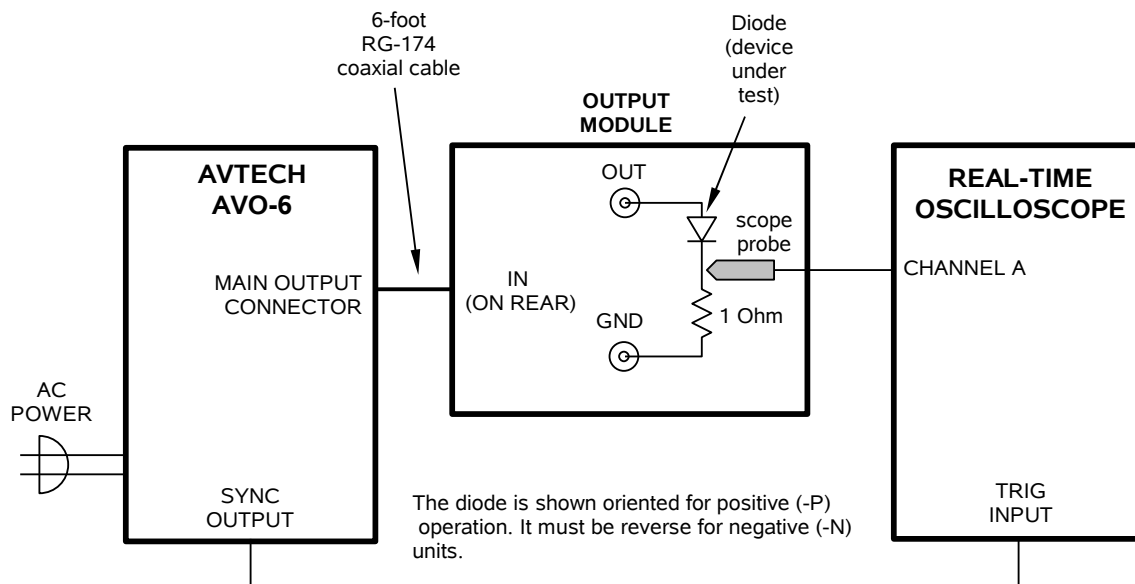 6-foot
RG-174
coaxial cable
Diode
(device
under
test)
OUTPUT
MODULE
AVTECH
AVO-6
MAIN OUTPUT
CONNECTOR
AC
POWER
SYNC
OUTPUT
OUT
IN
(ON REAR)
GND
1 Ohm
scope
probe
REAL-TIME
OSCILLOSCOPE
CHANNEL A
TRIG
INPUT
The diode is shown oriented for positive (-P)
operation. It must be reverse for negative (-N)
units.